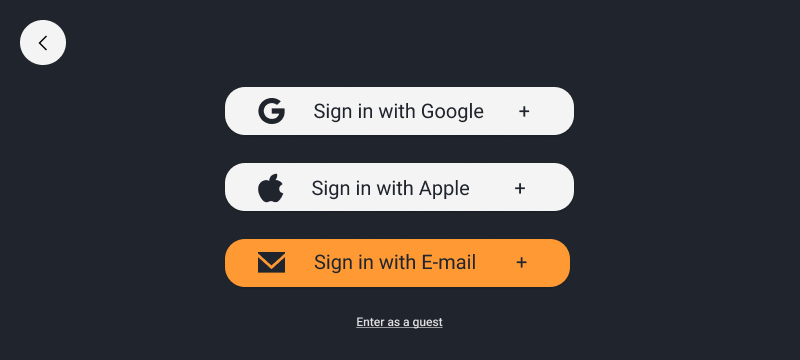 Sign in with Google +
Sign in with Apple +
Sign in with E-mail +
Enter as a guest